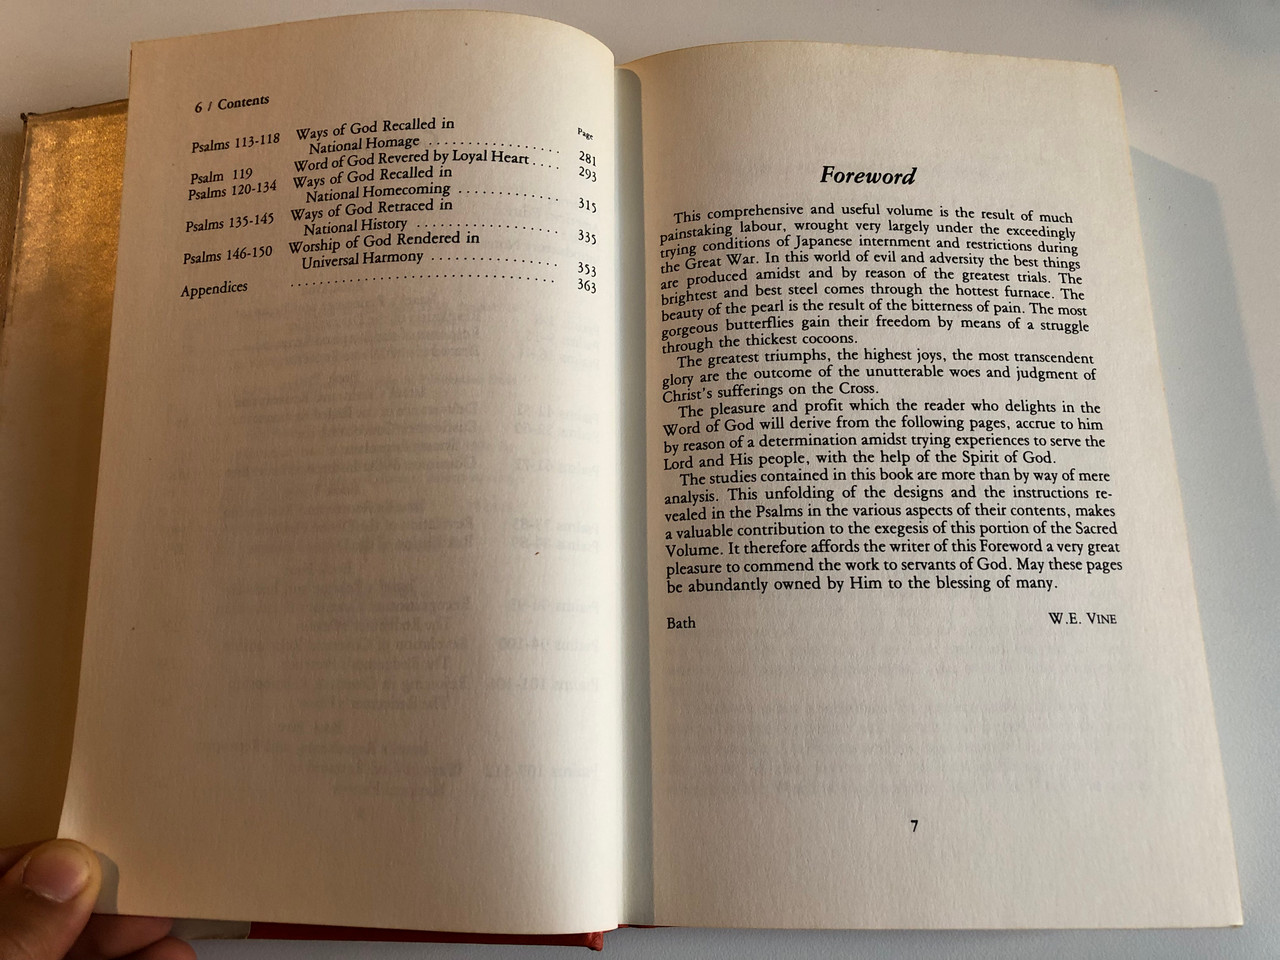 6 / Contents
Page
Psalms 113-118 Ways of God Recalled in
National Homage . . . . . . . . . . . . . . . . 281
Psalm 119 Word of God Revered by Loyal Heart . . . . 293
Psalms 120-134 Ways of God Recalled in
National Homecoming . . . . . . . . . . . . 315
Psalms 135-145 Ways of God Retraced in
National History . . . . . . . . . . . . . . . . . 335
Psalms 146-150 Worship of God Rendered in
Universal Harmony . . . . . . . . . . . . . . . 353
Appendices . . . . . . . . . . . . . . . . . . . . . . . . . . . . . . 363
Foreword
This comprehensive and useful volume is the result of much
painstaking labour, wrought very largely under the exceedingly
trying conditions of Japanese internment and restrictions during
the Great War. In this world of evil and adversity the best things
are produced amidst and by reason of the greatest trials. The
brightest and best steel comes through the hottest furnace. The
beauty of the pearl is the result of the bitterness of pain. The most
gorgeous butterflies gain their freedom by means of a struggle
through the thickest cocoons.
The greatest triumphs, the highest joys, the most transcendent
glory are the outcome of the unutterable woes and judgment of
Christ's sufferings on the Cross.
The pleasure and profit which the reader who delights in the
Word of God will derive from the following pages, accrue to him
by reason of a determination amidst trying experiences to serve the
Lord and His people, with the help of the Spirit of God.
The studies contained in this book are more than by way of mere
analysis. This unfolding of the designs and the instructions re-
vealed in the Psalms in the various aspects of their contents, makes
a valuable contribution to the exegesis of this portion of the Sacred
Volume. It therefore affords the writer of this Foreword a very great
pleasure to commend the work to servants of God. May these pages
be abundantly owned by Him to the blessing of many.
Bath W.E. VINE
7